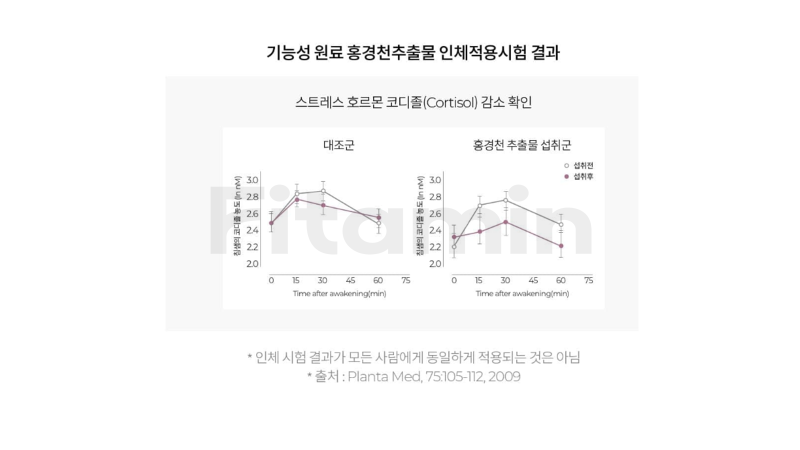 기능성 원료 홍경천추출물 인체적용시험 결과
스트레스 호르몬 코디졸(Cortisol) 감소 확인
대조군
홍경천 추출물 섭취군
섭취전
섭취후
침샘의 코디졸 농도 (ln nM)
3.0
2.8
2.6
2.4
2.2
2.0
0 15 30 45 60 75
Time after awakening(min)
침샘의 코디졸 농도 (ln nM)
3.0
2.8
2.6
2.4
2.2
2.0
0 15 30 45 60 75
Time after awakening(min)
Fitamin
* 인체 시험 결과가 모든 사람에게 동일하게 적용되는 것은 아님
* 출처 : Planta Med, 75:105-112, 2009